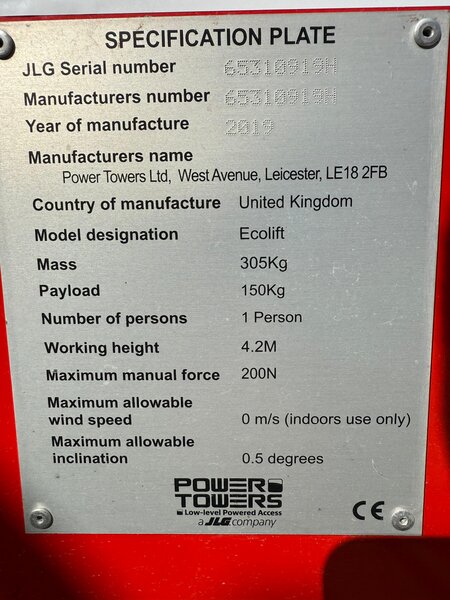 SPECIFICATION PLATE
JLG Serial number 65310919H
Manufacturers number 65310919H
Year of manufacture 2019
Manufacturers name
Power Towers Ltd, West Avenue, Leicester, LE18 2FB
Country of manufacture United Kingdom
Model designation Ecolift
Mass 305Kg
Payload 150Kg
Number of persons 1 Person
Working height 4.2M
Maximum manual force 200N
Maximum allowable
wind speed 0 m/s (indoors use only)
Maximum allowable
inclination 0.5 degrees
POWER
TOWERS
Low-level Powered Access
a JLG company
CE